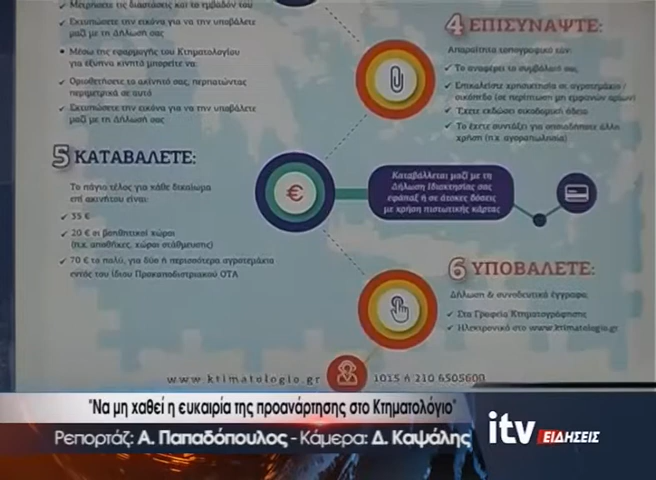 ✓ Μετρήσετε τις διαστάσεις και το εμβαδόν του
✓ Εκτυπώσετε την εικόνα για να την υποβάλετε
μαζί με τη Δήλωσή σας
• Μέσω της εφαρμογής του Κτηματολογίου
για έξυπνα κινητά μπορείτε να:
✓ Οριοθετήσετε το ακίνητό σας, περπατώντας
περιμετρικά σε αυτό
✓ Εκτυπώσετε την εικόνα για να την υποβάλετε
μαζί με τη Δήλωσή σας
4 ΕΠΙΣΥΝΑΨΤΕ:
Απαραίτητα τοπογραφικό εάν:
✓ Το αναφέρει το συμβόλαιό σας
✓ Επικαλείστε χρησικτησία σε αγροτεμάχιο /
οικόπεδο (σε περίπτωση μη εμφανών ορίων)
✓ Έχετε εκδώσει οικοδομική άδεια
✓ Το έχετε συντάξει για οποιαδήποτε άλλη
χρήση (π.χ. αγοραπωλησία)
5 ΚΑΤΑΒΑΛΕΤΕ:
Το πάγιο τέλος για κάθε δικαίωμα
επί ακινήτου είναι:
✓ 35 €
✓ 20 € οι βοηθητικοί χώροι
(π.χ. αποθήκες, χώροι στάθμευσης)
✓ 70 € το πολύ, για δύο ή περισσότερα αγροτεμάχια
εντός του ίδιου Προκαποδιστριακού ΟΤΑ
€
Καταβάλλεται μαζί με τη
Δήλωση Ιδιοκτησίας σας
εφάπαξ ή σε άτοκες δόσεις
με χρήση πιστωτικής κάρτας
6 ΥΠΟΒΑΛΕΤΕ:
Δήλωση & συνοδευτικά έγγραφα:
✓ Στα Γραφεία Κτηματογράφησης
✓ Ηλεκτρονικά στο www.ktimatologio.gr
www.ktimatologio.gr 1015 ή 210 6505600
"Να μη χαθεί η ευκαιρία της προανάρτησης στο Κτηματολόγιο"
Ρεπορτάζ: Α. Παπαδόπουλος - Κάμερα: Δ. Καψάλης
itv ΕΙΔΗΣΕΙΣ